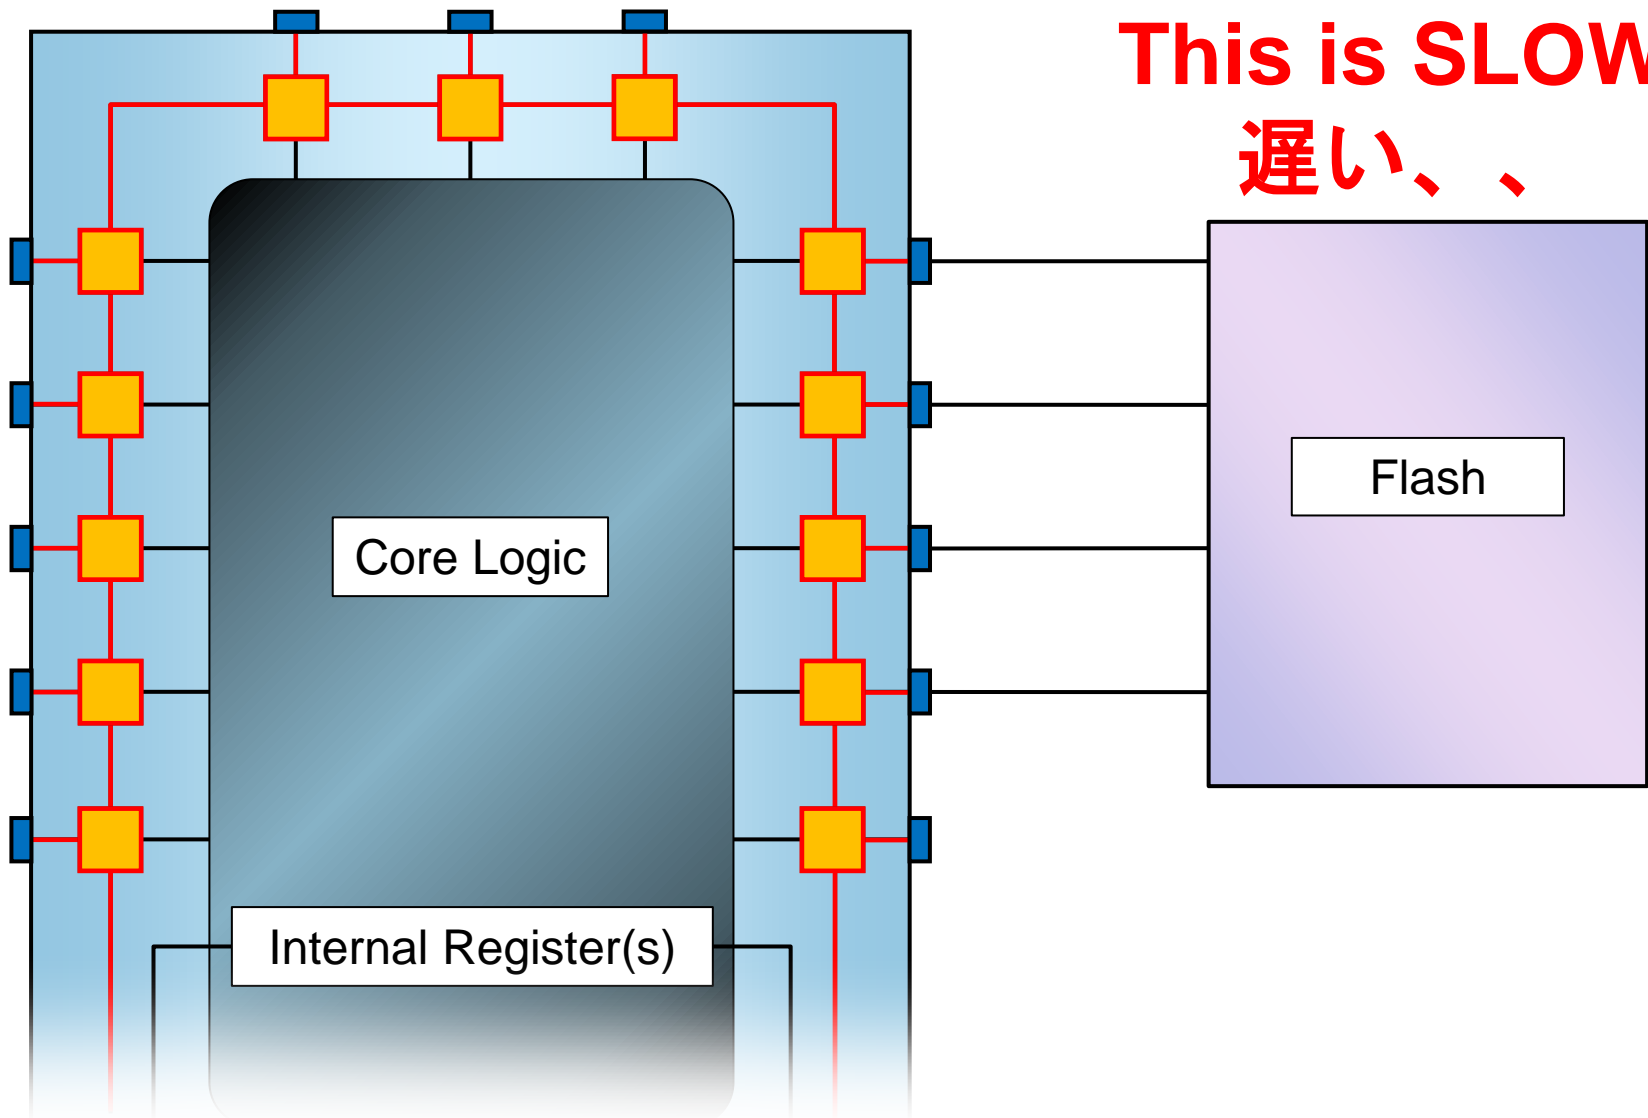 This is SLOW
遅い、、
Flash
Core Logic
Internal Register(s)